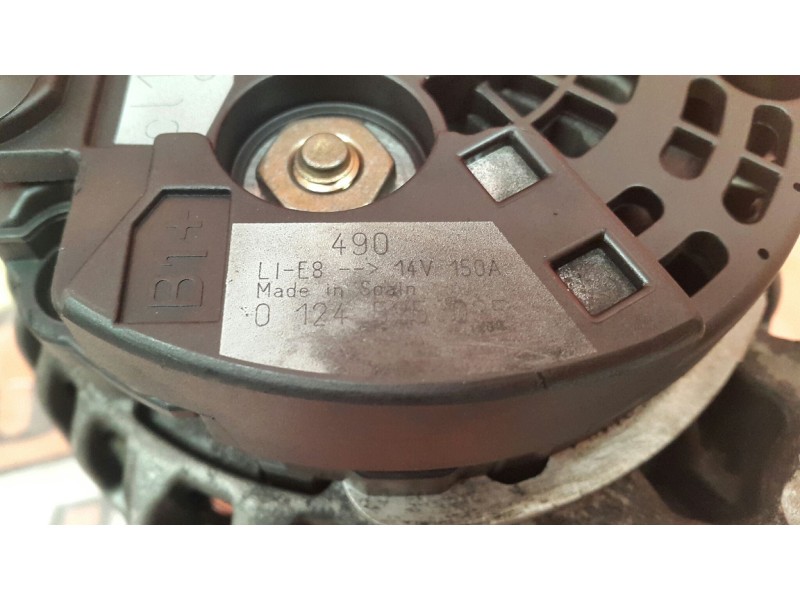 B1+
490
LI-E8 --> 14V 150A
Made in Spain
0 124